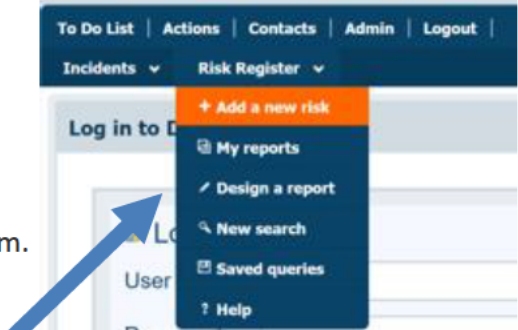 To Do List | Actions | Contacts | Admin | Logout |
Incidents Risk Register
+ Add a new risk
Log in to D
My reports
Design a report
Lo
New search
m.
Saved queries
User
? Help